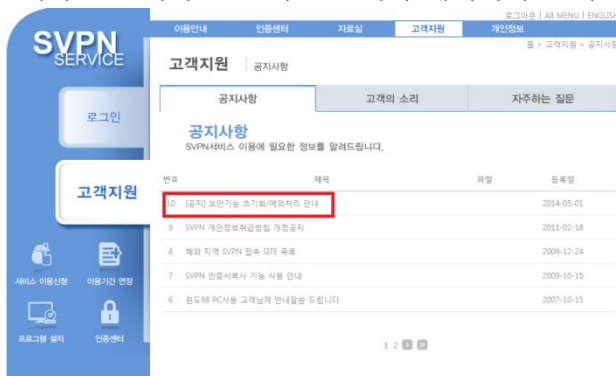 로그아웃 | All MENU | ENGLISH
이용안내 인증센터 자료실 고객지원 개인정보
홈 > 고객지원 > 공지사항
SVPN
SERVICE
고객지원 공지사항
공지사항 고객의 소리 자주하는 질문
로그인
공지사항
SVPN서비스 이용에 필요한 정보를 알려드립니다.
번호 제목 파일 등록일
고객지원
10 [공지] 보안기능 초기화/예외처리 안내 2014-05-01
9 SVPN 개인정보취급방침 개정공지 2011-02-18
8 해외 지역 SVPN 접속 SITE 목록 2009-12-24
7 SVPN 인증서복사 기능 사용 안내 2009-10-15
6 윈도98 PC사용 고객님께 안내말씀 드립니다 2007-10-15
서비스 이용신청 이용기간 연장
프로그램 설치 인증센터
1 2